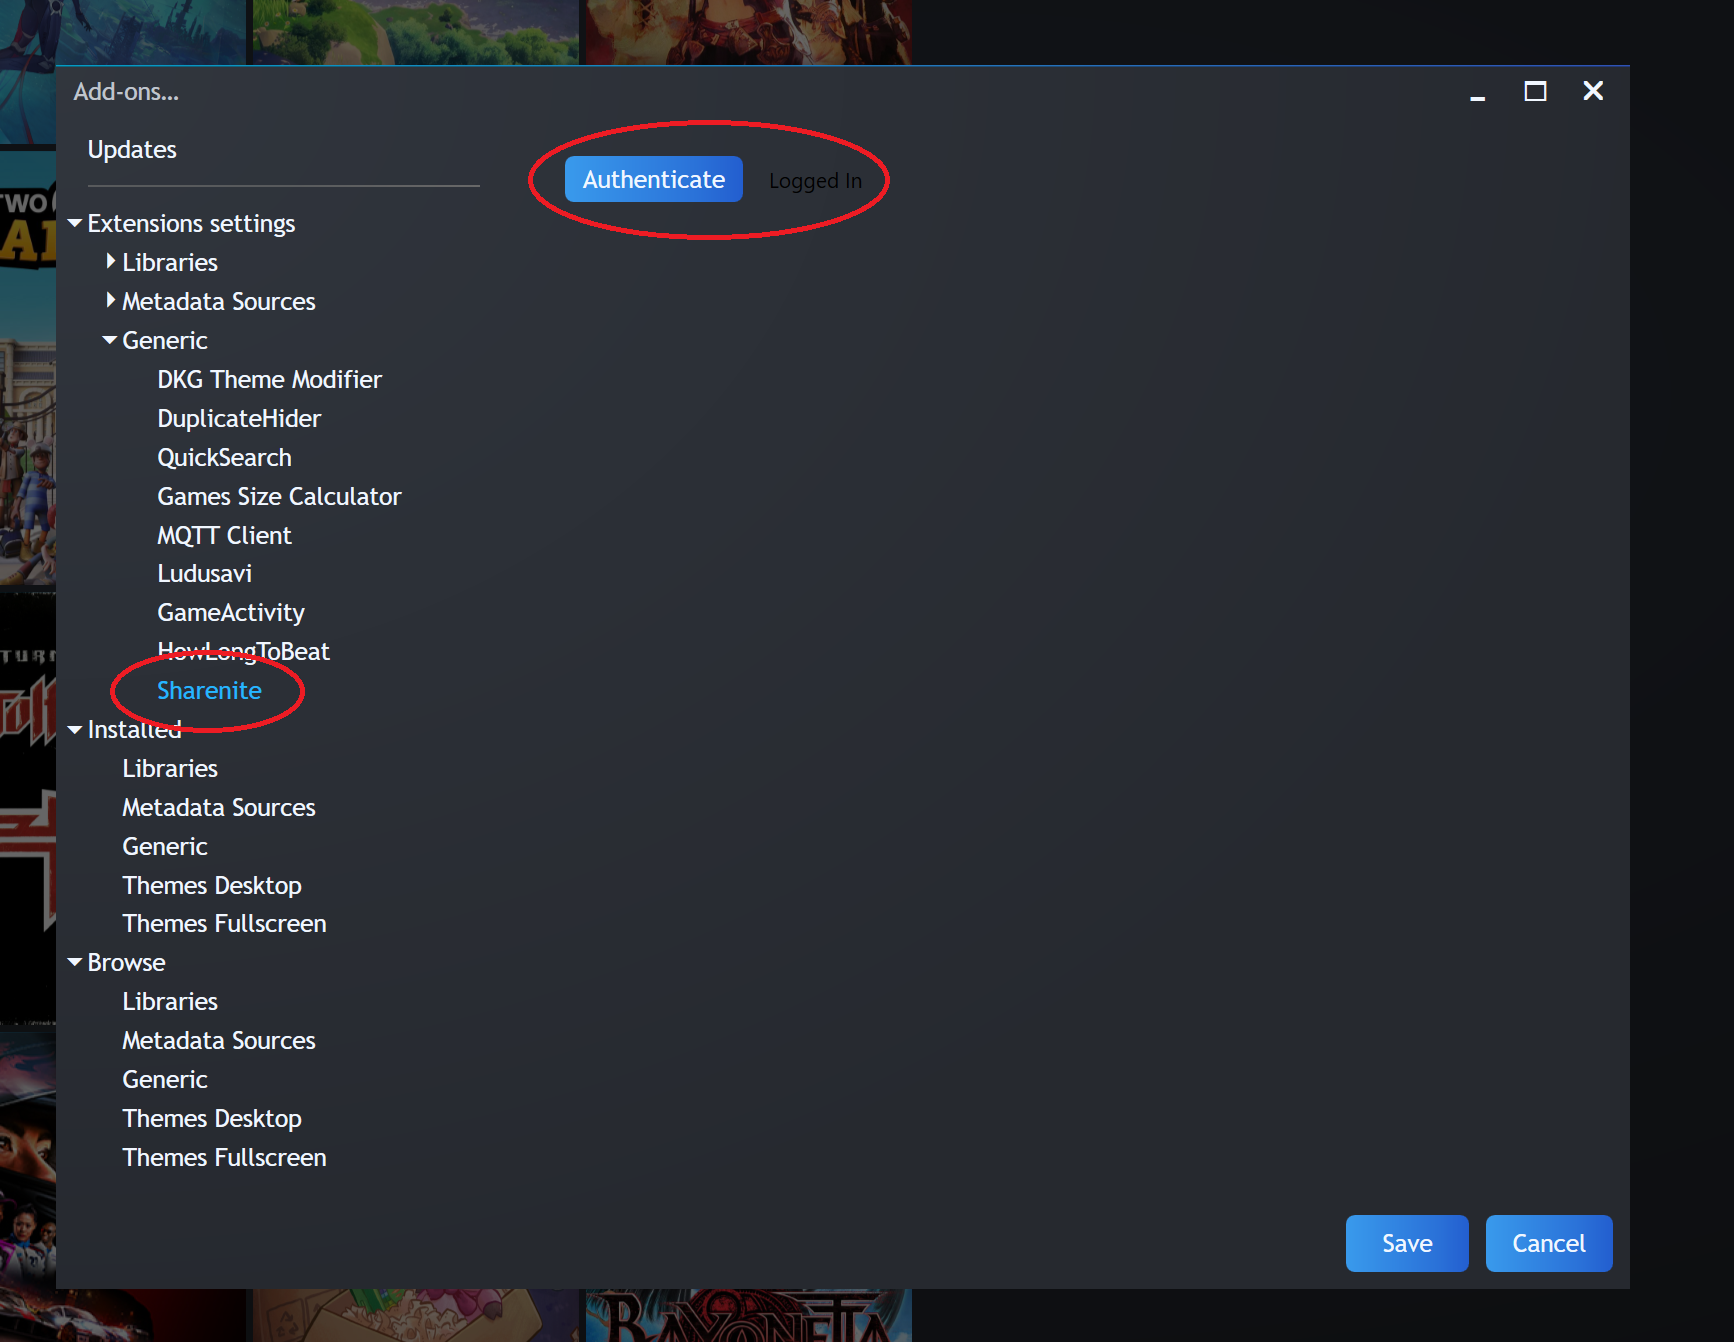 Add-ons...
Updates
Authenticate Logged In
Extensions settings
Libraries
Metadata Sources
Generic
DKG Theme Modifier
DuplicateHider
QuickSearch
Games Size Calculator
MQTT Client
Ludusavi
GameActivity
HowLongToBeat
Sharenite
Installed
Libraries
Metadata Sources
Generic
Themes Desktop
Themes Fullscreen
Browse
Libraries
Metadata Sources
Generic
Themes Desktop
Themes Fullscreen
Save Cancel
TWO
BAYONETTA